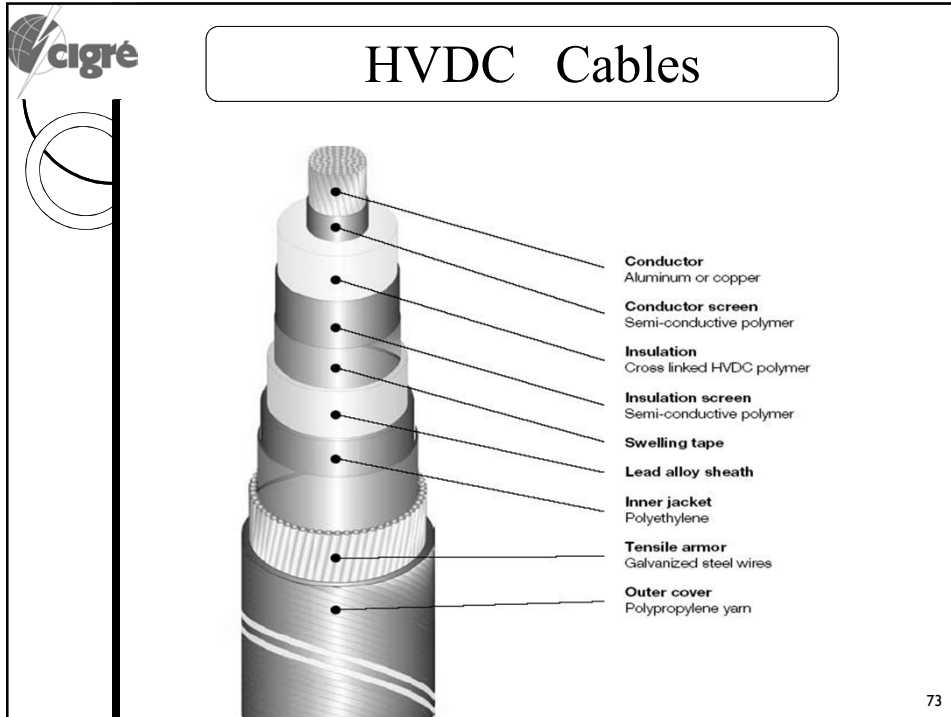 cigré
HVDC Cables
Conductor
Aluminum or copper
Conductor screen
Semi-conductive polymer
Insulation
Cross linked HVDC polymer
Insulation screen
Semi-conductive polymer
Swelling tape
Lead alloy sheath
Inner jacket
Polyethylene
Tensile armor
Galvanized steel wires
Outer cover
Polypropylene yarn
73